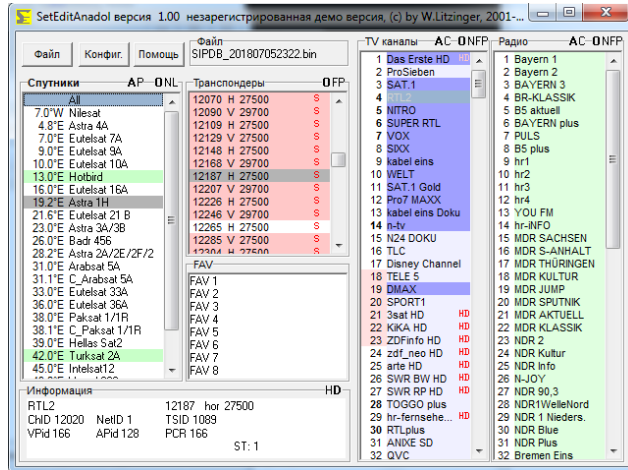 SetEditAnadol версия 1.00 незарегистрированная демо версия, (c) by W.Litzinger, 2001-...
Файл Конфиг. Помощь
Файл
SIPDB_201807052322.bin
Спутники AP ONL
All
7.0°W Nilesat
4.8°E Astra 4A
7.0°E Eutelsat 7A
9.0°E Eutelsat 9A
10.0°E Eutelsat 10A
13.0°E Hotbird
16.0°E Eutelsat 16A
19.2°E Astra 1H
21.6°E Eutelsat 21 B
23.0°E Astra 3A/3B
26.0°E Badr 456
28.2°E Astra 2A/2E/2F/2
31.0°E Arabsat 5A
31.1°E C_Arabsat 5A
33.0°E Eutelsat 33A
36.0°E Eutelsat 36A
38.0°E Paksat 1/1R
38.1°E C_Paksat 1/1R
39.0°E Hellas Sat2
42.0°E Turksat 2A
45.0°E Intelsat12
Транспондеры OFP
12070 H 27500 S
12090 V 29700 S
12109 H 27500 S
12129 V 27500 S
12148 H 27500 S
12168 V 29700 S
12187 H 27500 S
12207 V 29700 S
12226 H 27500 S
12246 V 29700 S
12265 H 27500 S
12285 V 27500 S
12304 H 27500 S
FAV
FAV 1
FAV 2
FAV 3
FAV 4
FAV 5
FAV 6
FAV 7
FAV 8
Информация HD
RTL2 12187 hor 27500
ChID 12020 NetID 1 TSID 1089
VPid 166 APid 128 PCR 166
ST: 1
TV каналы AC ONFP
1 Das Erste HD HD
2 ProSieben
3 SAT.1
4 RTL2
5 NITRO
6 SUPER RTL
7 VOX
8 SIXX
9 kabel eins
10 WELT
11 SAT.1 Gold
12 Pro7 MAXX
13 kabel eins Doku
14 n-tv
15 N24 DOKU
16 TLC
17 Disney Channel
18 TELE 5
19 DMAX
20 SPORT1
21 3sat HD HD
22 KiKA HD HD
23 ZDFinfo HD HD
24 zdf_neo HD HD
25 arte HD HD
26 SWR BW HD HD
27 SWR RP HD HD
28 TOGGO plus
29 hr-fernsehe... HD
30 RTLplus
31 ANIXE SD
32 QVC
Радио AC ONFP
1 Bayern 1
2 Bayern 2
3 BAYERN 3
4 BR-KLASSIK
5 B5 aktuell
6 BAYERN plus
7 PULS
8 B5 plus
9 hr1
10 hr2
11 hr3
12 hr4
13 YOU FM
14 hr-iNFO
15 MDR SACHSEN
16 MDR S-ANHALT
17 MDR THÜRINGEN
18 MDR KULTUR
19 MDR JUMP
20 MDR SPUTNIK
21 MDR AKTUELL
22 MDR KLASSIK
23 NDR 2
24 NDR Kultur
25 NDR Info
26 N-JOY
27 NDR 90,3
28 NDR1WelleNord
29 NDR 1 Nieders.
30 NDR Blue
31 NDR Plus
32 Bremen Eins